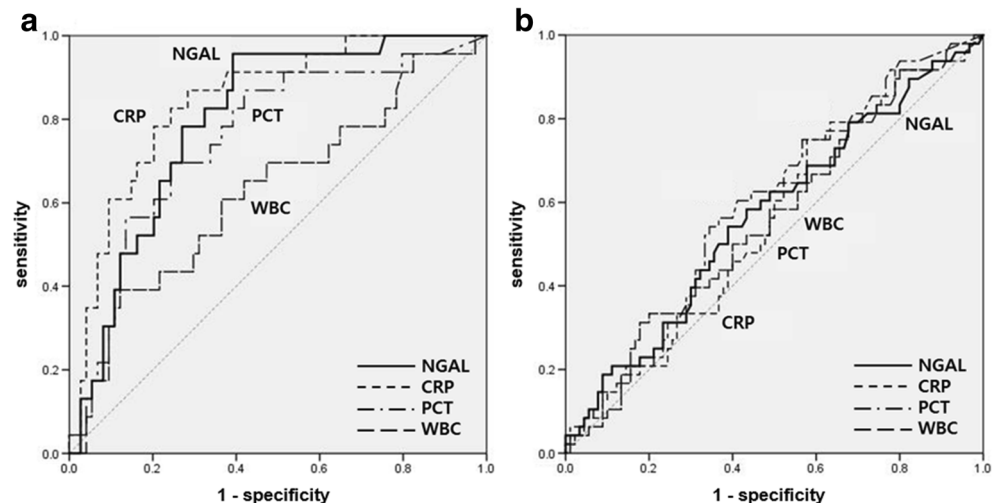 a
1.0
0.8
0.6
0.4
0.2
0.0
sensitivity
NGAL
CRP
PCT
WBC
NGAL
CRP
PCT
WBC
0.0 0.2 0.4 0.6 0.8 1.0
1 - specificity
b
1.0
0.8
0.6
0.4
0.2
0.0
sensitivity
NGAL
WBC
PCT
CRP
NGAL
CRP
PCT
WBC
0.0 0.2 0.4 0.6 0.8 1.0
1 - specificity